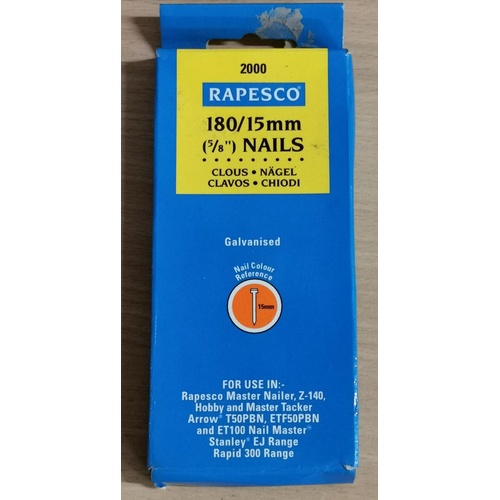 2000
RAPESCO®
180/15mm
(5/8") NAILS
CLOUS • NÄGEL
CLAVOS • CHIODI
Galvanised
Nail Colour
Reference
15mm
FOR USE IN:-
Rapesco Master Nailer, Z-140,
Hobby and Master Tacker
Arrow® T50PBN, ETF50PBN
and ET100 Nail Master®
Stanley® EJ Range
Rapid 300 Range